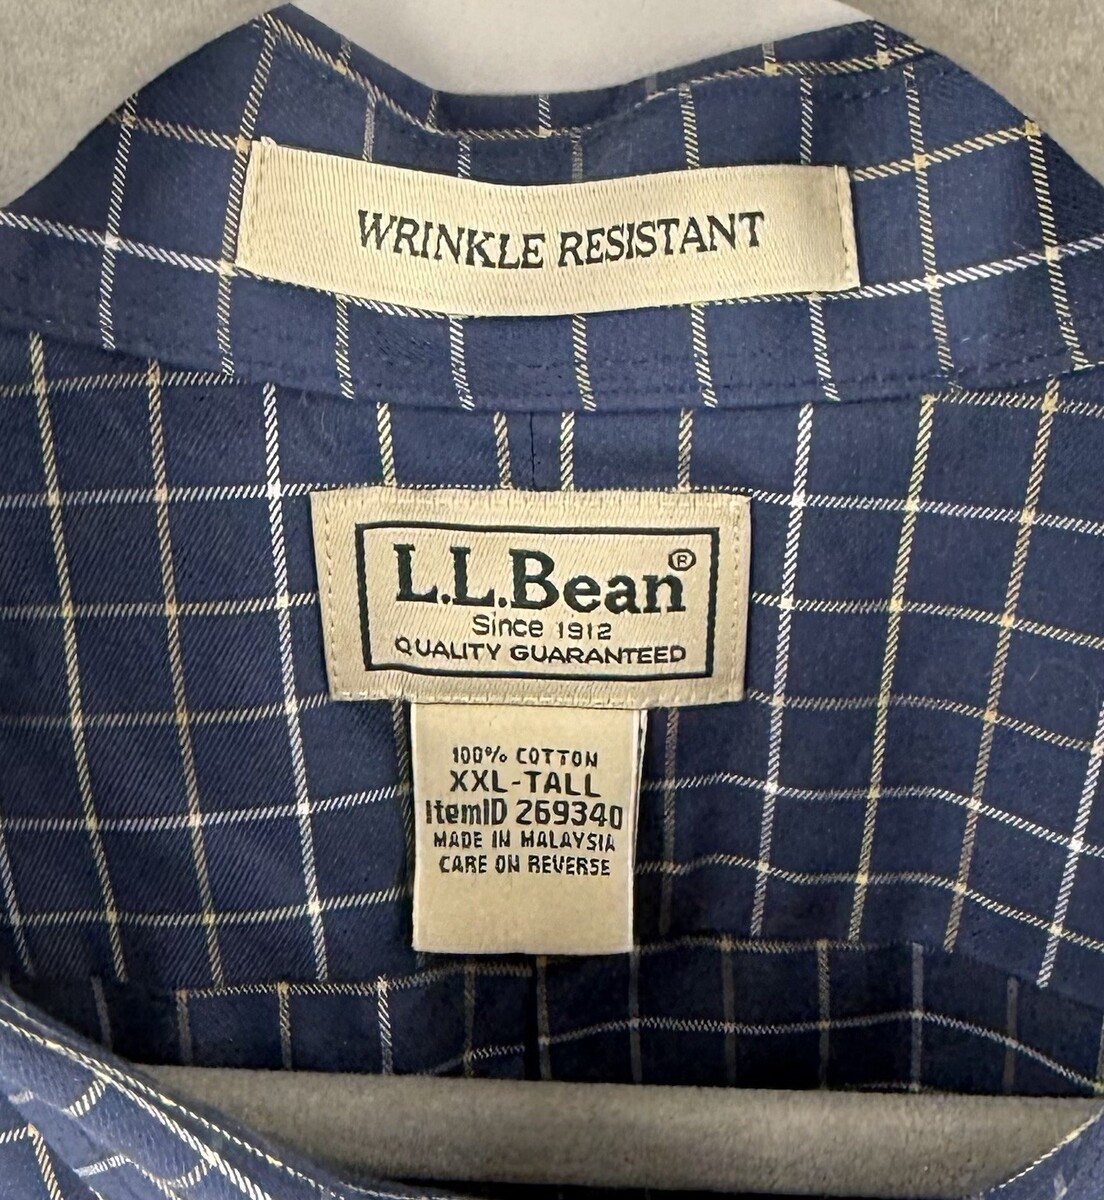 WRINKLE RESISTANT
L.L.Bean®
Since 1912
QUALITY GUARANTEED
100% COTTON
XXL-TALL
ItemID 269340
MADE IN MALAYSIA
CARE ON REVERSE